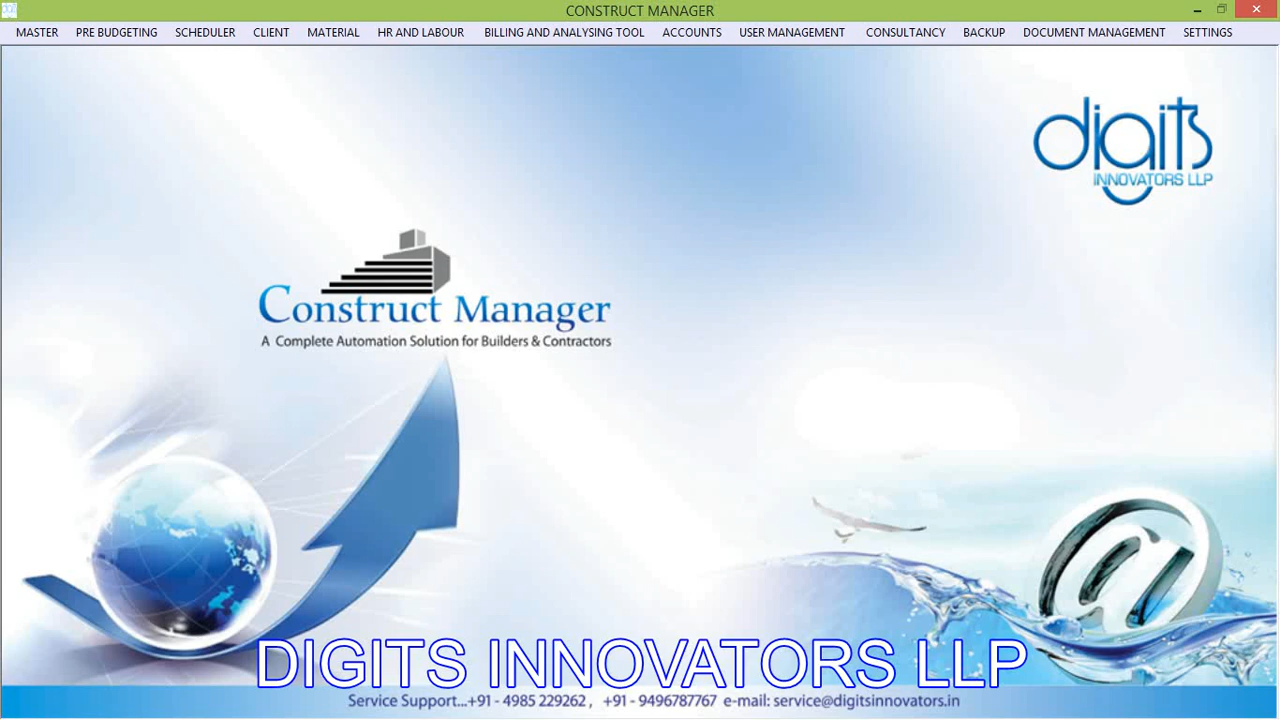 CONSTRUCT MANAGER
MASTER PRE BUDGETING SCHEDULER CLIENT MATERIAL HR AND LABOUR BILLING AND ANALYSING TOOL ACCOUNTS USER MANAGEMENT CONSULTANCY BACKUP DOCUMENT MANAGEMENT SETTINGS
digits
INNOVATORS LLP
Construct Manager
A Complete Automation Solution for Builders & Contractors
@
DIGITS INNOVATORS LLP
Service Support...+91 - 4985 229262 , +91 - 9496787767 e-mail: service@digitsinnovators.in